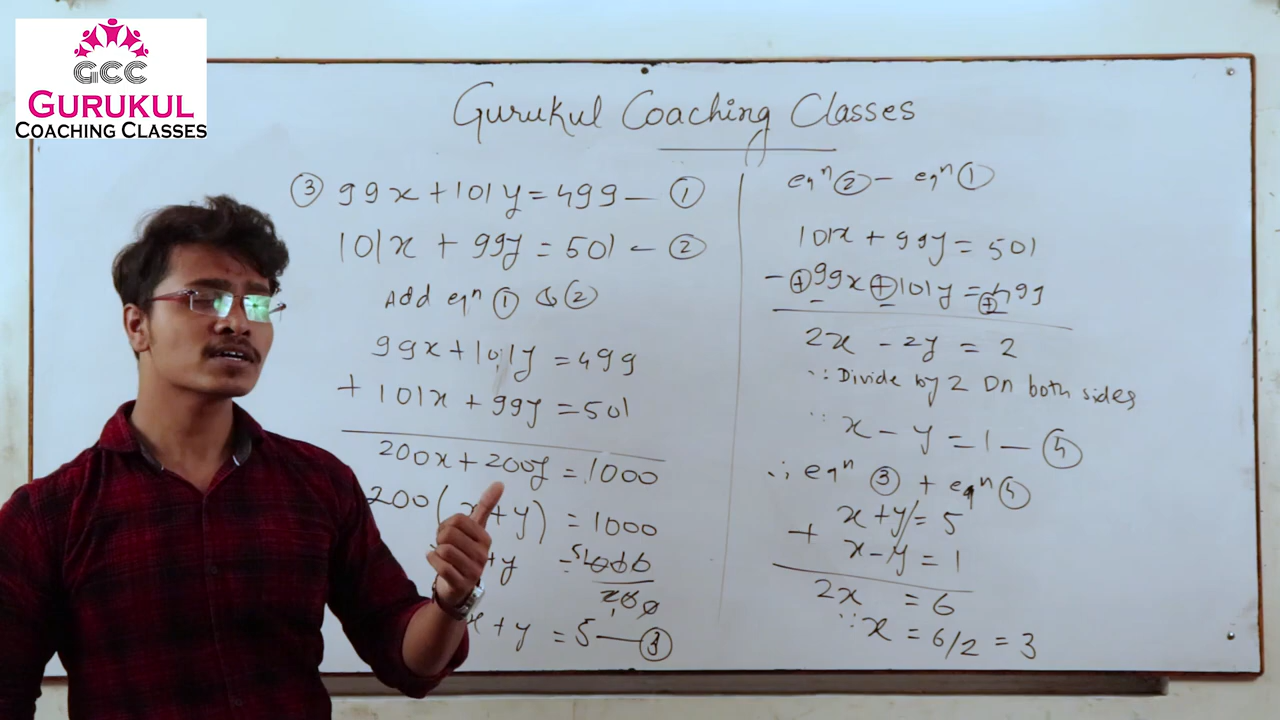 GCC
GURUKUL
COACHING CLASSES
Gurukul Coaching Classes
③ 99x + 101y = 499 — ①
101x + 99y = 501 — ②
Add eqⁿ ① & ②
99x + 101y = 499
+ 101x + 99y = 501
200x + 200y = 1000
200(x + y) = 1000
+ y = 1000
200
x + y = 5 — ③
eqⁿ ② — eqⁿ ①
101x + 99y = 501
- + 99x + 101y = + 499
- -
2x - 2y = 2
∵ Divide by 2 On both sides
∵ x - y = 1 — ④
∴ eqⁿ ③ + eqⁿ ④
x + y = 5
+ x - y = 1
2x = 6
∵ x = 6/2 = 3